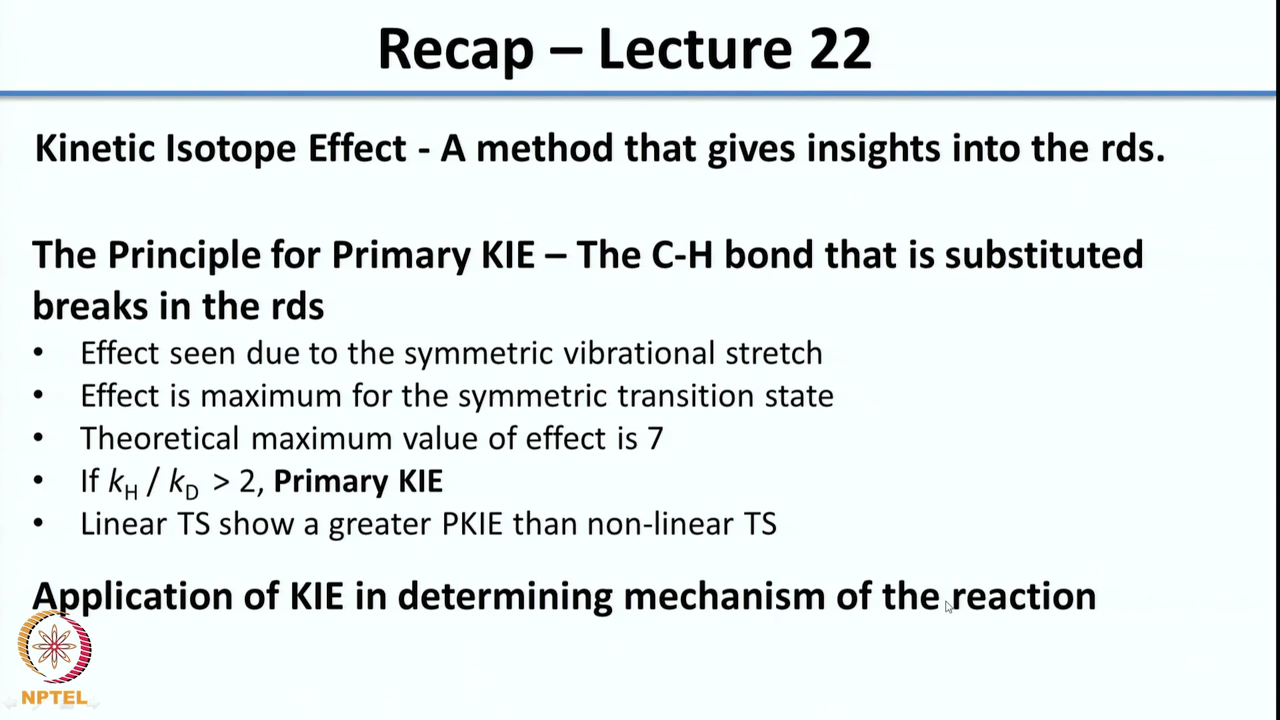 Recap – Lecture 22
Kinetic Isotope Effect - A method that gives insights into the rds.
The Principle for Primary KIE – The C-H bond that is substituted
breaks in the rds
• Effect seen due to the symmetric vibrational stretch
• Effect is maximum for the symmetric transition state
• Theoretical maximum value of effect is 7
• If kH / kD > 2, Primary KIE
• Linear TS show a greater PKIE than non-linear TS
Application of KIE in determining mechanism of the reaction
NPTEL